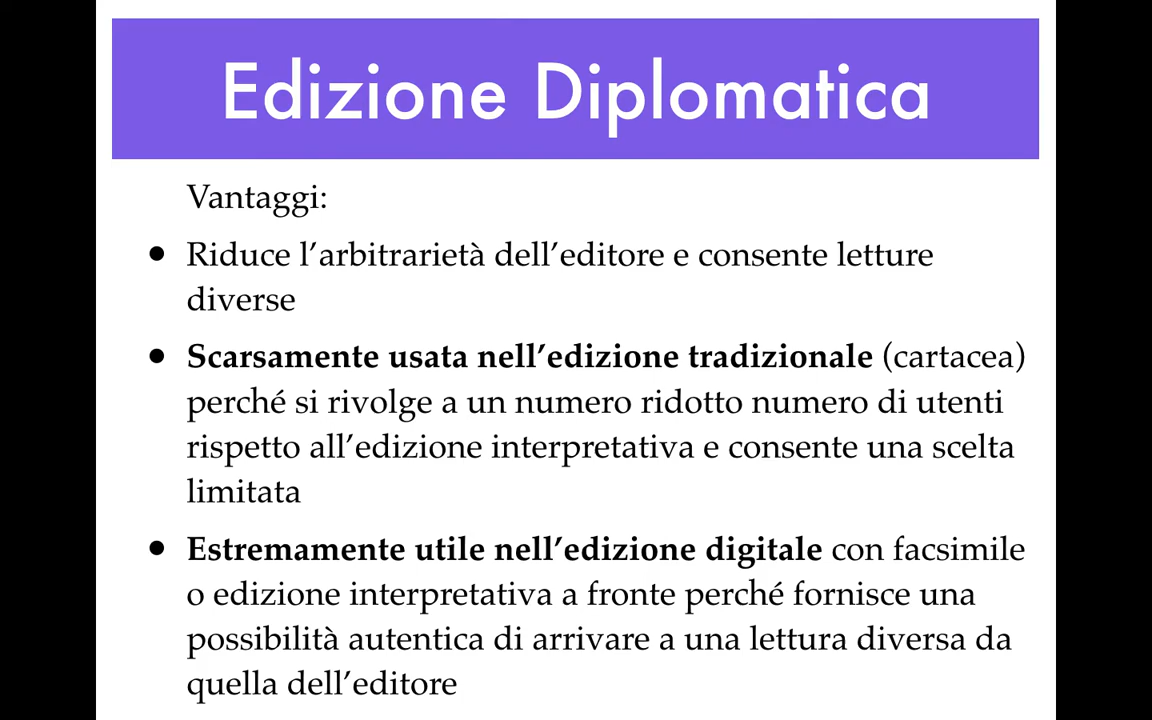 Edizione Diplomatica
Vantaggi:
• Riduce l’arbitrarietà dell’editore e consente letture
diverse
• Scarsamente usata nell’edizione tradizionale (cartacea)
perché si rivolge a un numero ridotto numero di utenti
rispetto all’edizione interpretativa e consente una scelta
limitata
• Estremamente utile nell’edizione digitale con facsimile
o edizione interpretativa a fronte perché fornisce una
possibilità autentica di arrivare a una lettura diversa da
quella dell’editore